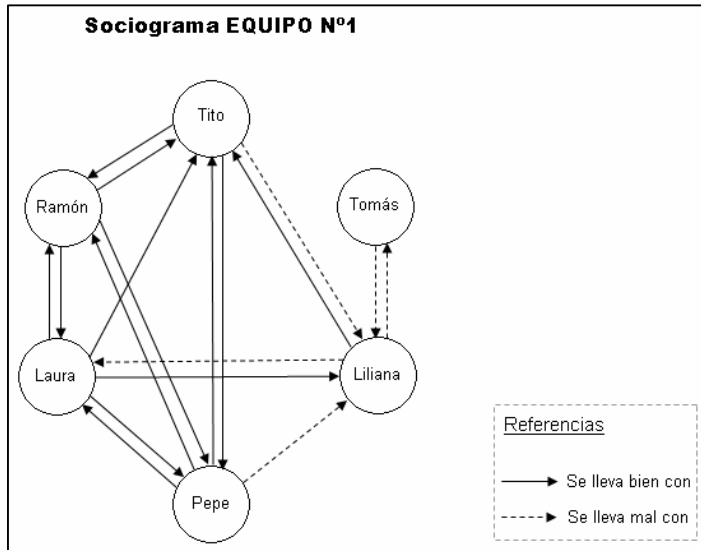 Sociograma EQUIPO Nº1
Tito
Ramón
Tomás
Laura
Liliana
Pepe
Referencias
Se lleva bien con
Se lleva mal con